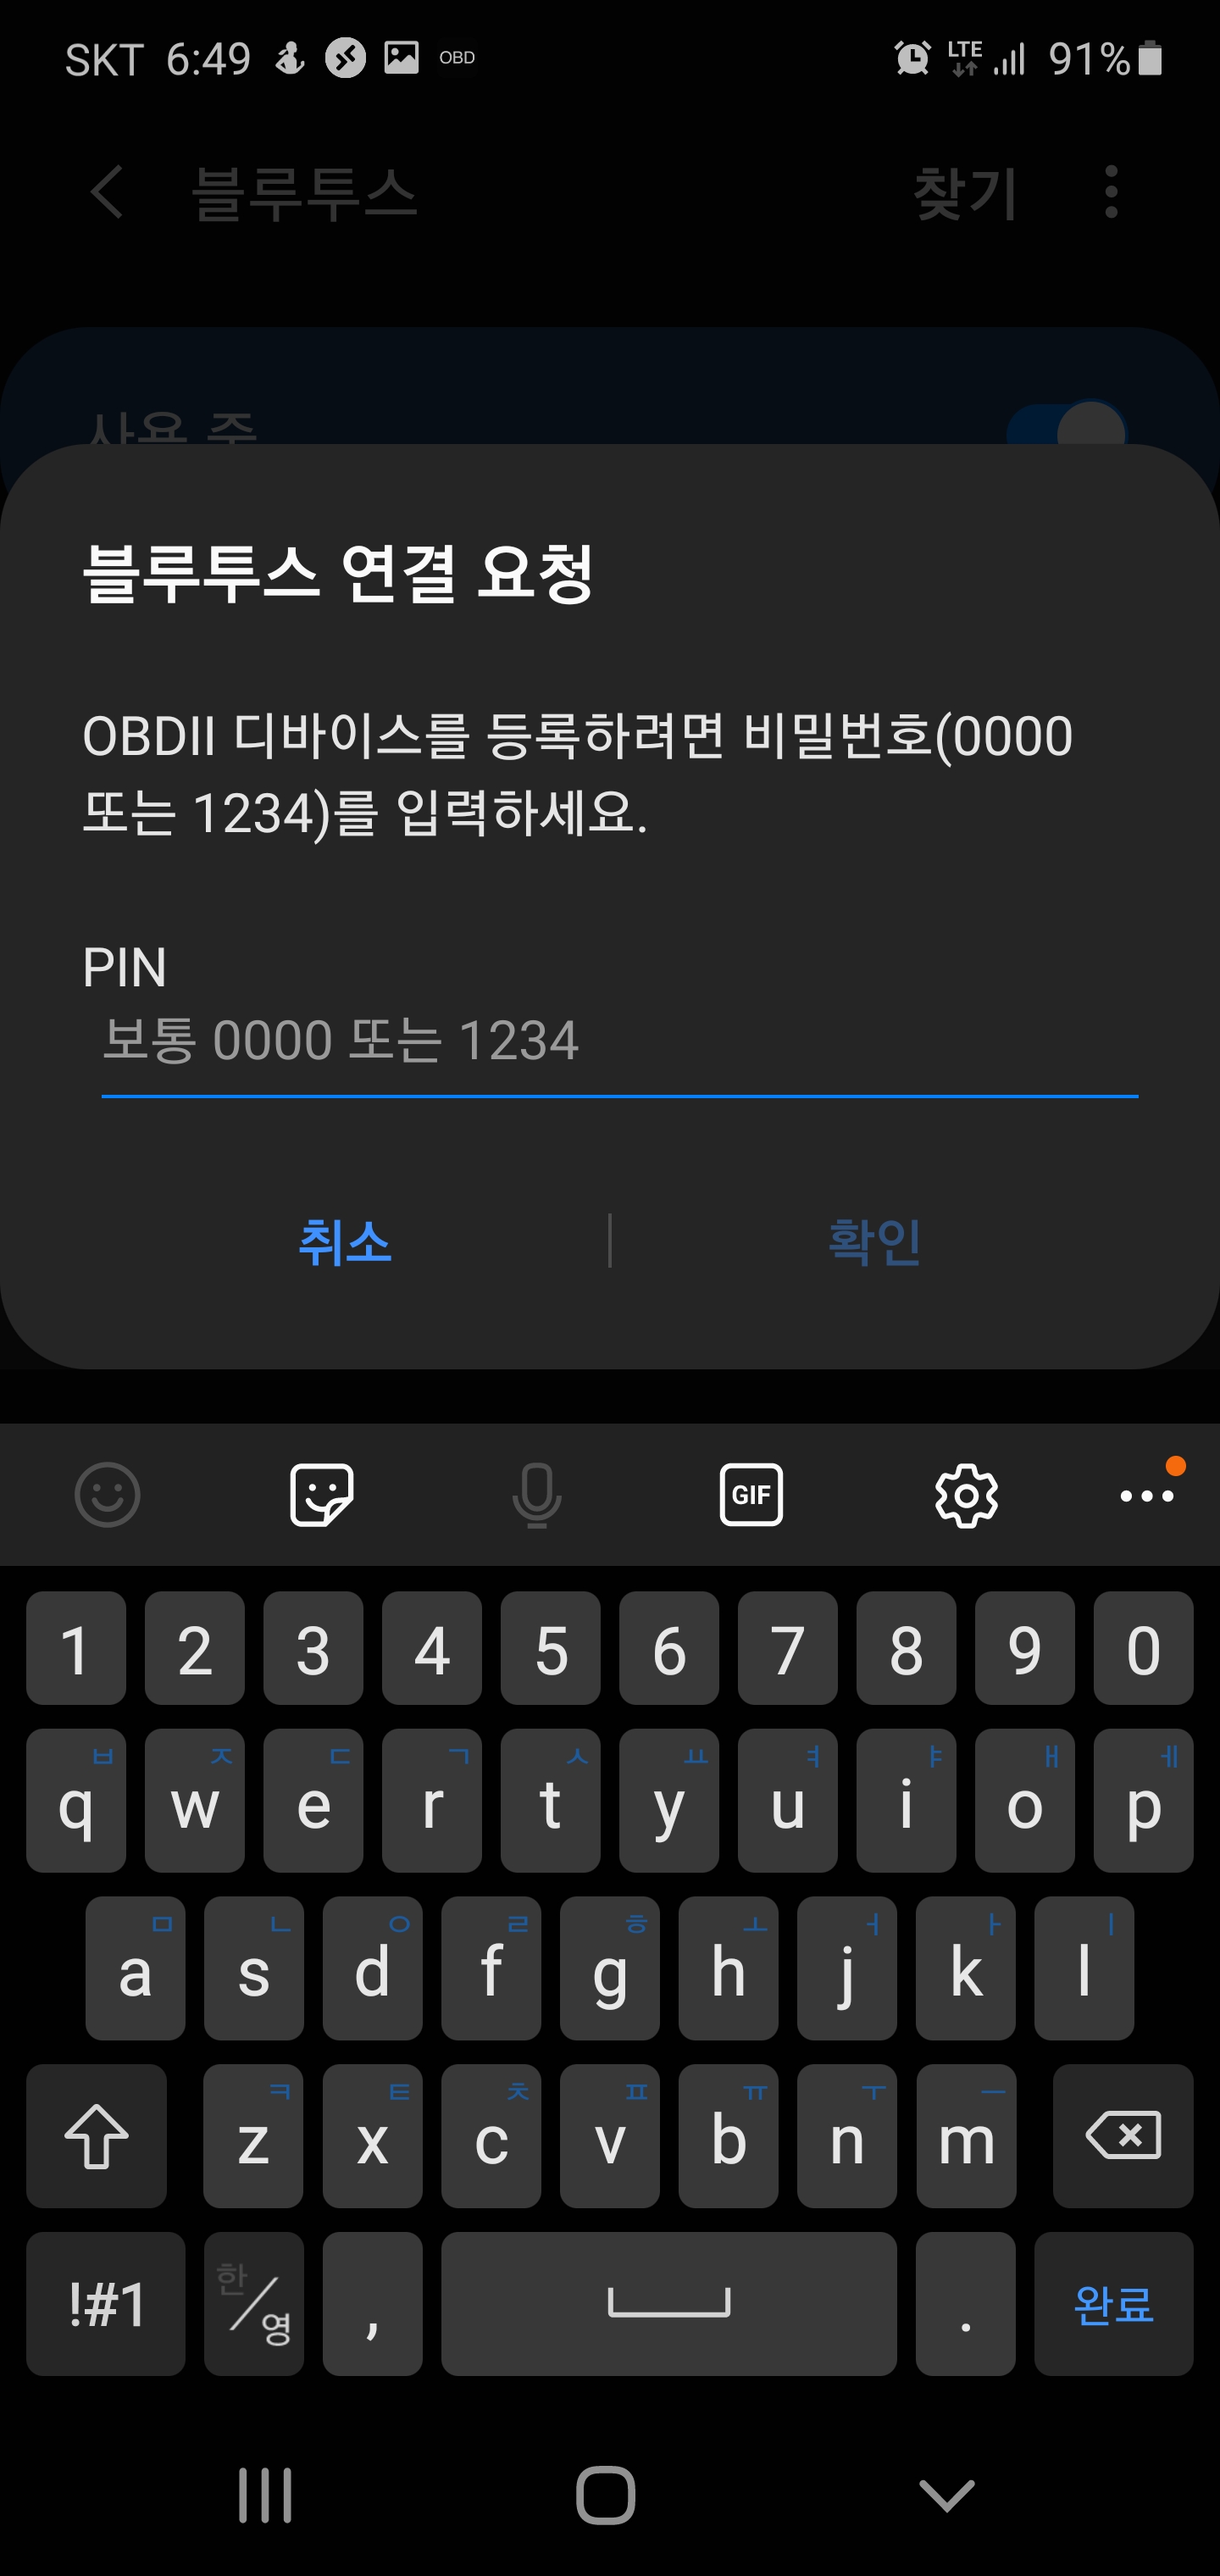 SKT 6:49 OBD LTE 91%
블루투스 찾기
사용 중
블루투스 연결 요청
OBDII 디바이스를 등록하려면 비밀번호(0000
또는 1234)를 입력하세요.
PIN
보통 0000 또는 1234
취소 확인
GIF
1 2 3 4 5 6 7 8 9 0
ㅂ ㅈ ㄷ ㄱ ㅅ ㅛ ㅕ ㅑ ㅐ ㅔ
q w e r t y u i o p
ㅁ ㄴ ㅇ ㄹ ㅎ ㅗ ㅓ ㅏ ㅣ
a s d f g h j k l
ㅋ ㅌ ㅊ ㅍ ㅠ ㅜ ㅡ
z x c v b n m
!#1 한/영 , . 완료